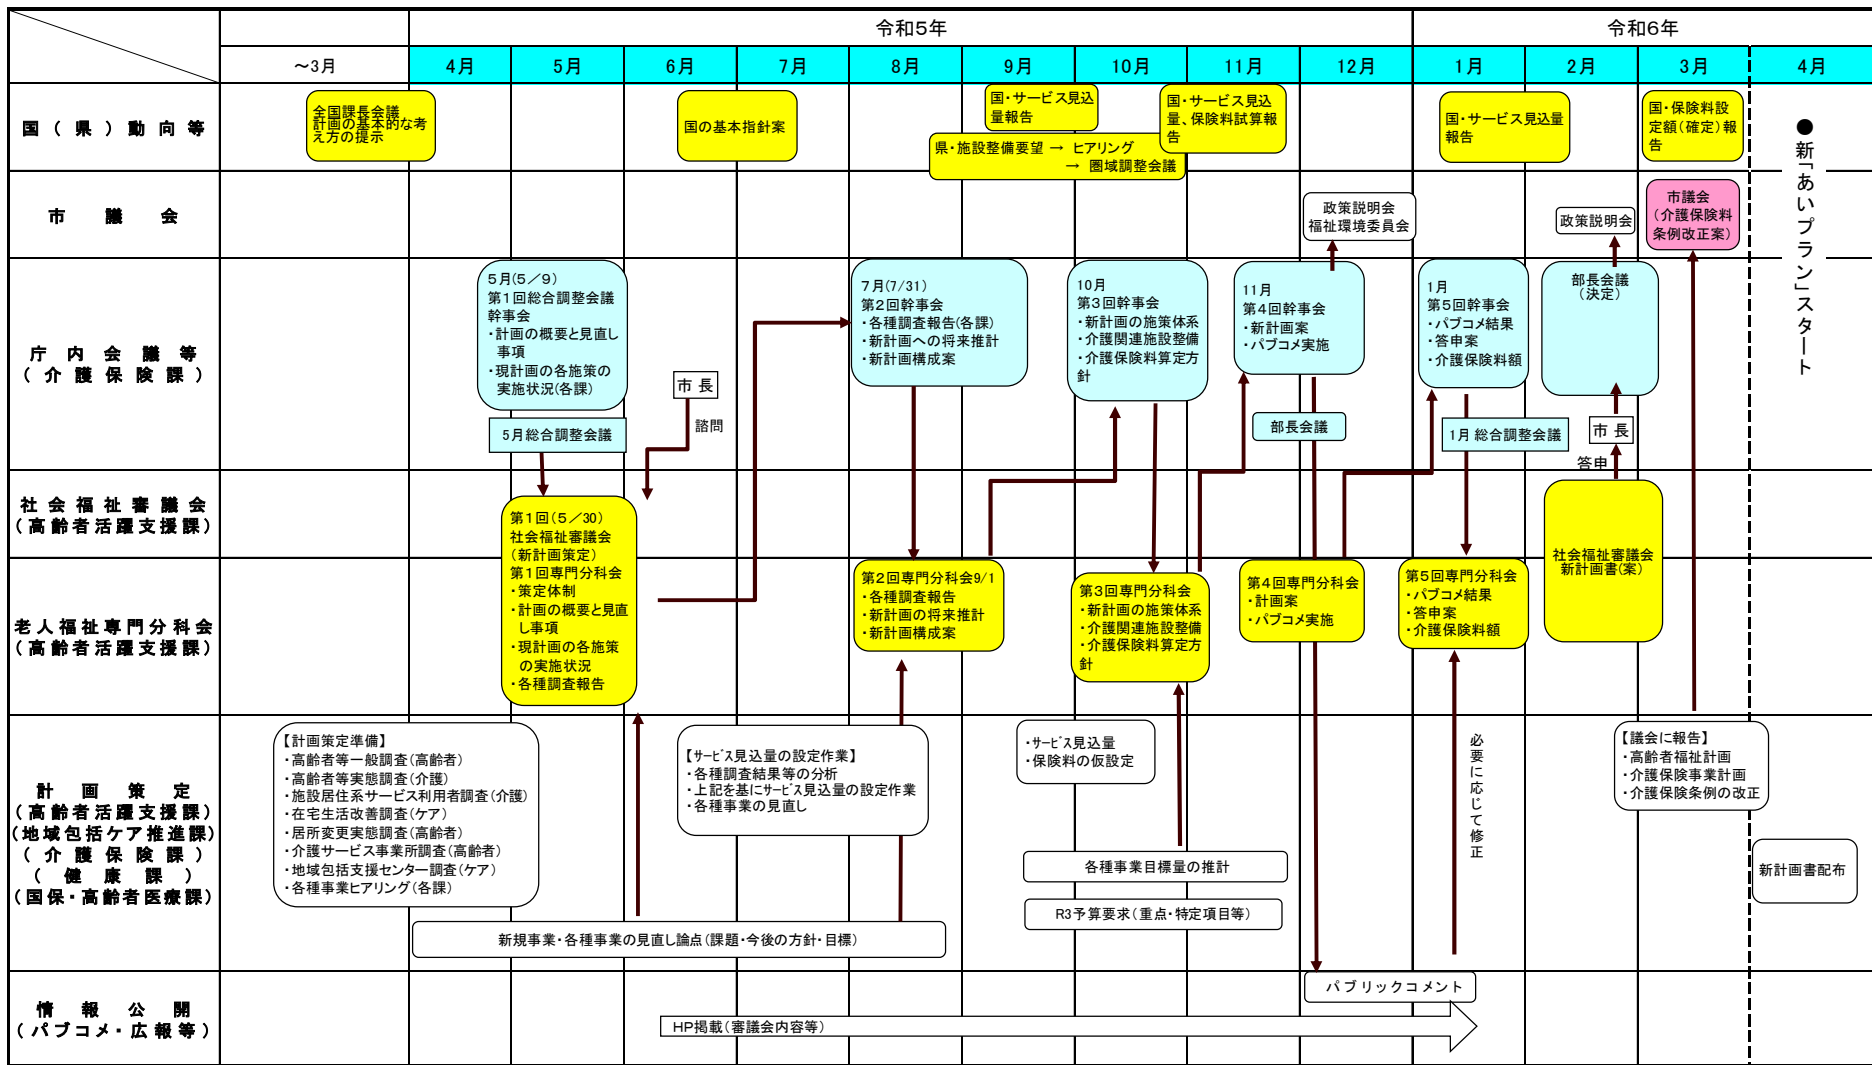 令和5年
令和6年
～3月
4月
5月
6月
7月
8月
9月
10月
11月
12月
1月
2月
3月
4月
国（県）動向等
全国課長会議
計画の基本的な考
え方の提示
国の基本指針案
国・サービス見込
量報告
県・施設整備要望 → ヒアリング
→ 圏域調整会議
国・サービス見込
量、保険料試算報
告
国・サービス見込量
報告
国・保険料設
定額(確定)報
告
●新「あいプラン」スタート
市議会
政策説明会
福祉環境委員会
政策説明会
市議会
(介護保険料
条例改正案)
庁内会議等
(介護保険課)
5月(5／9)
第1回総合調整会議
幹事会
・計画の概要と見直し
事項
・現計画の各施策の
実施状況(各課)
5月総合調整会議
市長
諮問
7月(7/31)
第2回幹事会
・各種調査報告(各課)
・新計画への将来推計
・新計画構成案
10月
第3回幹事会
・新計画の施策体系
・介護関連施設整備
・介護保険料算定方
針
11月
第4回幹事会
・新計画案
・パブコメ実施
部長会議
1月
第5回幹事会
・パブコメ結果
・答申案
・介護保険料額
1月総合調整会議
部長会議
(決定)
市長
答申
社会福祉審議会
(高齢者活躍支援課)
第1回(5／30)
社会福祉審議会
(新計画策定)
第1回専門分科会
・策定体制
・計画の概要と見直
し事項
・現計画の各施策
の実施状況
・各種調査報告
社会福祉審議会
新計画書(案)
老人福祉専門分科会
(高齢者活躍支援課)
第2回専門分科会9/1
・各種調査報告
・新計画の将来推計
・新計画構成案
第3回専門分科会
・新計画の施策体系
・介護関連施設整備
・介護保険料算定方
針
第4回専門分科会
・計画案
・パブコメ実施
第5回専門分科会
・パブコメ結果
・答申案
・介護保険料額
計画策定
(高齢者活躍支援課)
(地域包括ケア推進課)
(介護保険課)
(健康課)
(国保・高齢者医療課)
【計画策定準備】
・高齢者等一般調査(高齢者)
・高齢者等実態調査(介護)
・施設居住系サービス利用者調査(介護)
・在宅生活改善調査(ケア)
・居所変更実態調査(高齢者)
・介護サービス事業所調査(高齢者)
・地域包括支援センター調査(ケア)
・各種事業ヒアリング(各課)
【サービス見込量の設定作業】
・各種調査結果等の分析
・上記を基にサービス見込量の設定作業
・各種事業の見直し
・サービス見込量
・保険料の仮設定
必要に応じて修正
【議会に報告】
・高齢者福祉計画
・介護保険事業計画
・介護保険条例の改正
各種事業目標量の推計
新計画書配布
R3予算要求(重点・特定項目等)
新規事業・各種事業の見直し論点(課題・今後の方針・目標)
情報公開
(パブコメ・広報等)
パブリックコメント
HP掲載(審議会内容等)